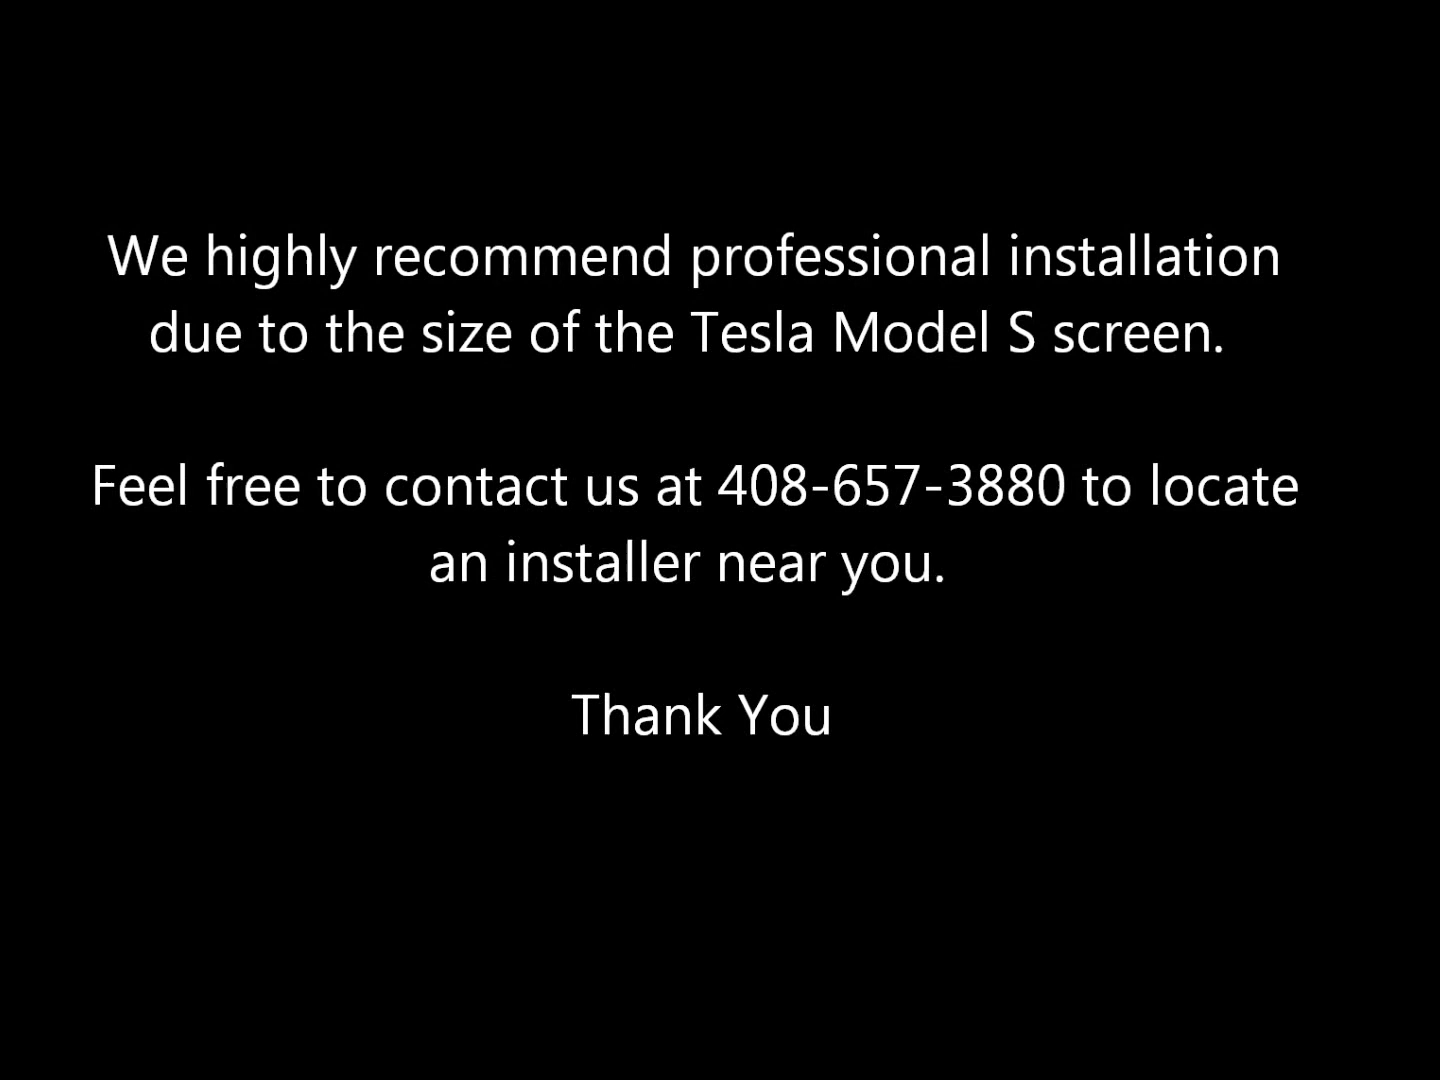 We highly recommend professional installation
due to the size of the Tesla Model S screen.
Feel free to contact us at 408-657-3880 to locate
an installer near you.
Thank You